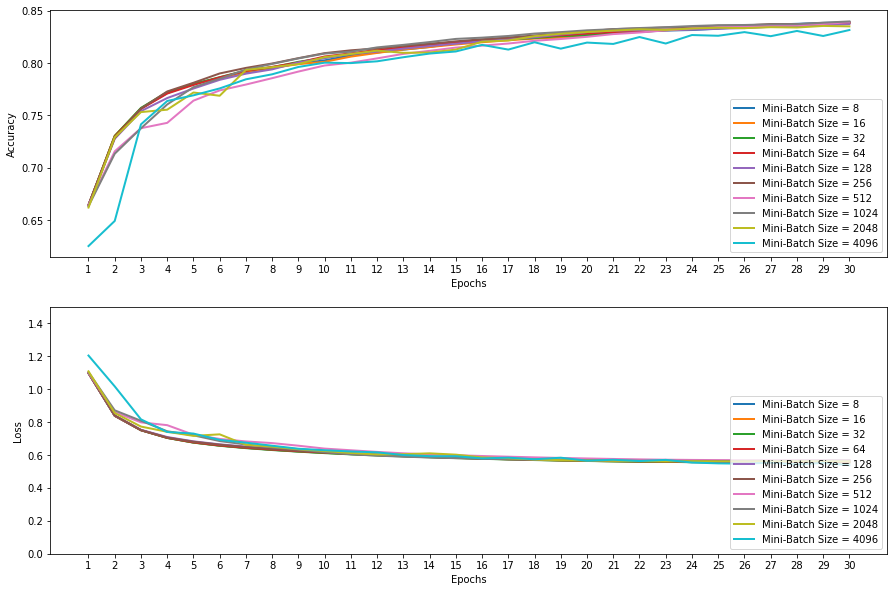 0.85
0.80
0.75
0.70
0.65
Accuracy
Mini-Batch Size = 8
Mini-Batch Size = 16
Mini-Batch Size = 32
Mini-Batch Size = 64
Mini-Batch Size = 128
Mini-Batch Size = 256
Mini-Batch Size = 512
Mini-Batch Size = 1024
Mini-Batch Size = 2048
Mini-Batch Size = 4096
1 2 3 4 5 6 7 8 9 10 11 12 13 14 15 16 17 18 19 20 21 22 23 24 25 26 27 28 29 30
Epochs
1.4
1.2
1.0
0.8
0.6
0.4
0.2
0.0
Loss
Mini-Batch Size = 8
Mini-Batch Size = 16
Mini-Batch Size = 32
Mini-Batch Size = 64
Mini-Batch Size = 128
Mini-Batch Size = 256
Mini-Batch Size = 512
Mini-Batch Size = 1024
Mini-Batch Size = 2048
Mini-Batch Size = 4096
1 2 3 4 5 6 7 8 9 10 11 12 13 14 15 16 17 18 19 20 21 22 23 24 25 26 27 28 29 30
Epochs